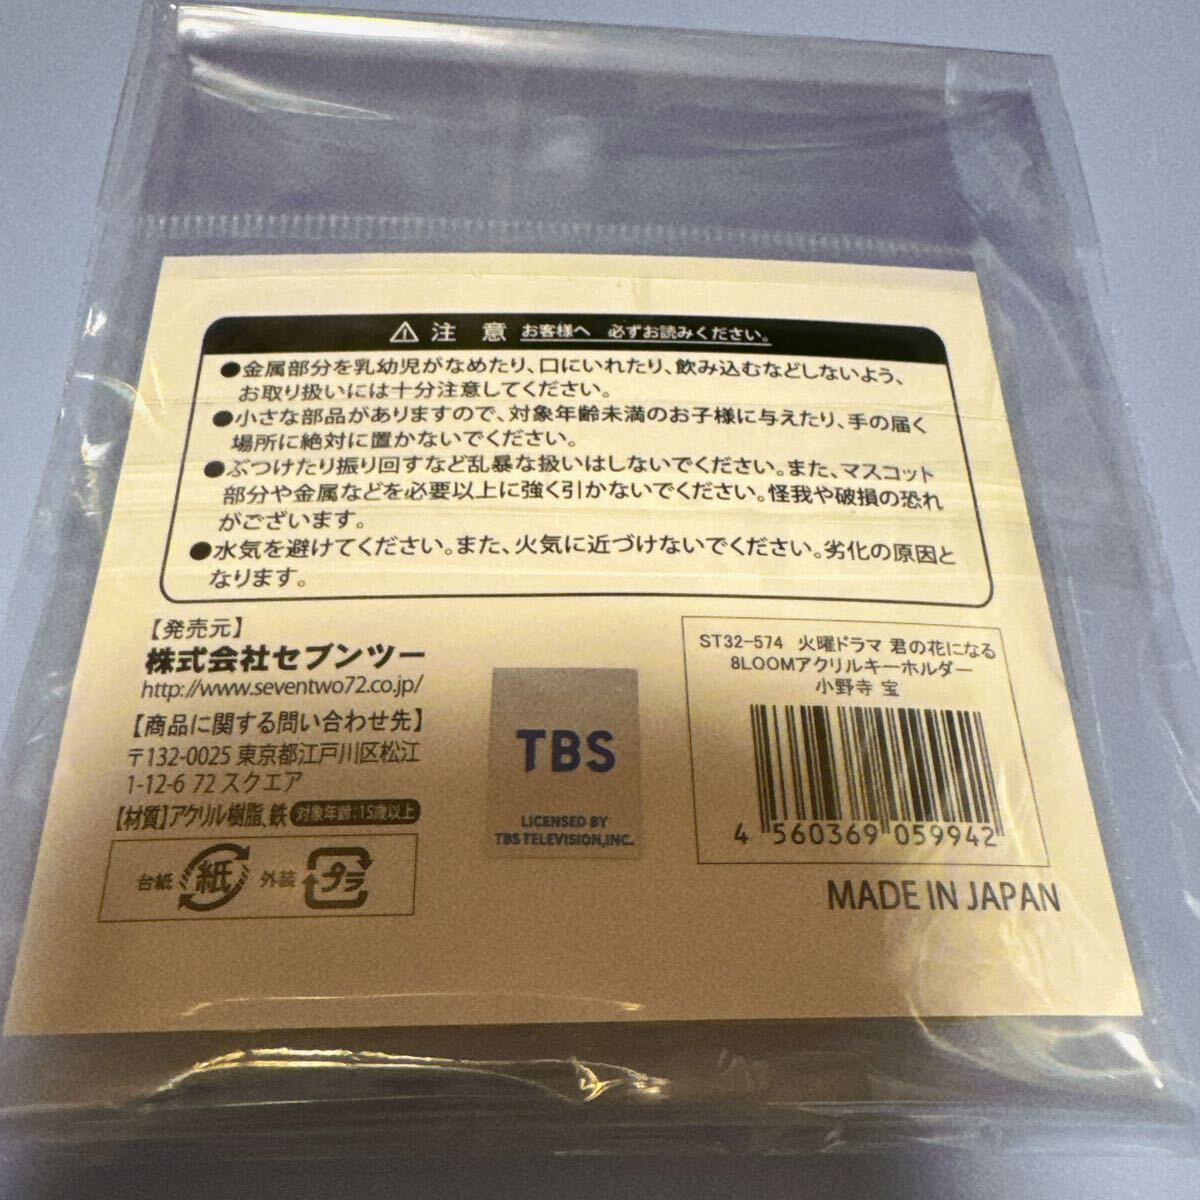 ⚠ 注 意 お客様へ 必ずお読みください。
●金属部分を乳幼児がなめたり、口にいれたり、飲み込むなどしないよう、
お取り扱いには十分注意してください。
●小さな部品がありますので、対象年齢未満のお子様に与えたり、手の届く
場所に絶対に置かないでください。
●ぶつけたり振り回すなど乱暴な扱いはしないでください。また、マスコット
部分や金属などを必要以上に強く引かないでください。怪我や破損の恐れ
がございます。
●水気を避けてください。また、火気に近づけないでください。劣化の原因と
なります。
【発売元】
株式会社セブンツー
http://www.seventwo72.co.jp/
【商品に関する問い合わせ先】
〒132-0025 東京都江戸川区松江
1-12-6 72 スクエア
【材質】アクリル樹脂、鉄 対象年齢:15歳以上
台紙 紙 外装 プラ
TBS
LICENSED BY
TBS TELEVISION,INC.
ST32-574 火曜ドラマ 君の花になる
8LOOMアクリルキーホルダー
小野寺 宝
4 560369 059942
MADE IN JAPAN